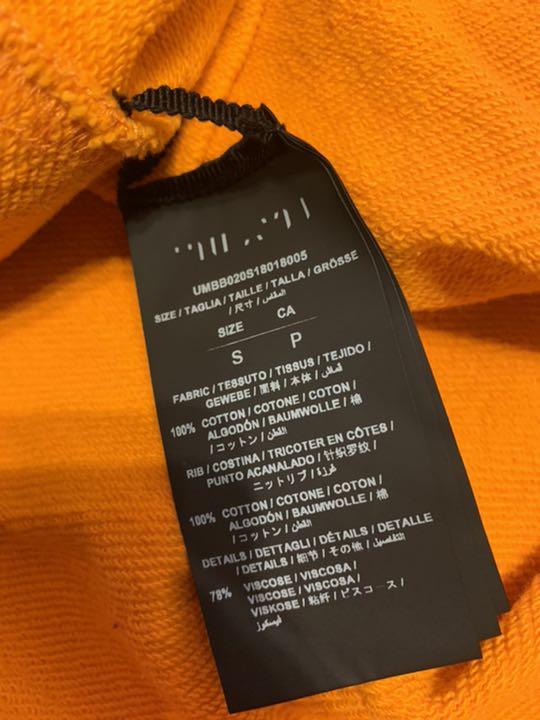 UMBB020S18018005
SIZE / TAGLIA / TAILLE / TALLA / GRÖSSE
/ 尺寸 / المقاس
SIZE CA
S P
FABRIC / TESSUTO / TISSUS / TEJIDO /
GEWEBE / 面料 / 本体 / قماش
100% COTTON / COTONE / COTON /
ALGODÓN / BAUMWOLLE / 棉
/ コットン / القطن
RIB / COSTINA / TRICOTER EN CÔTES /
PUNTO ACANALADO / 针织罗纹 /
ニットリブ /
100% COTTON / COTONE / COTON /
ALGODÓN / BAUMWOLLE / 棉
/ コットン / القطن
DETAILS / DETTAGLI / DÉTAILS / DETALLE
/ DETAILS / 细节 / その他 / التفاصيل
78% VISCOSE / VISCOSA /
VISCOSE / VISCOSA /
VISKOSE / 粘纤 / ビスコース /
فيسكوز